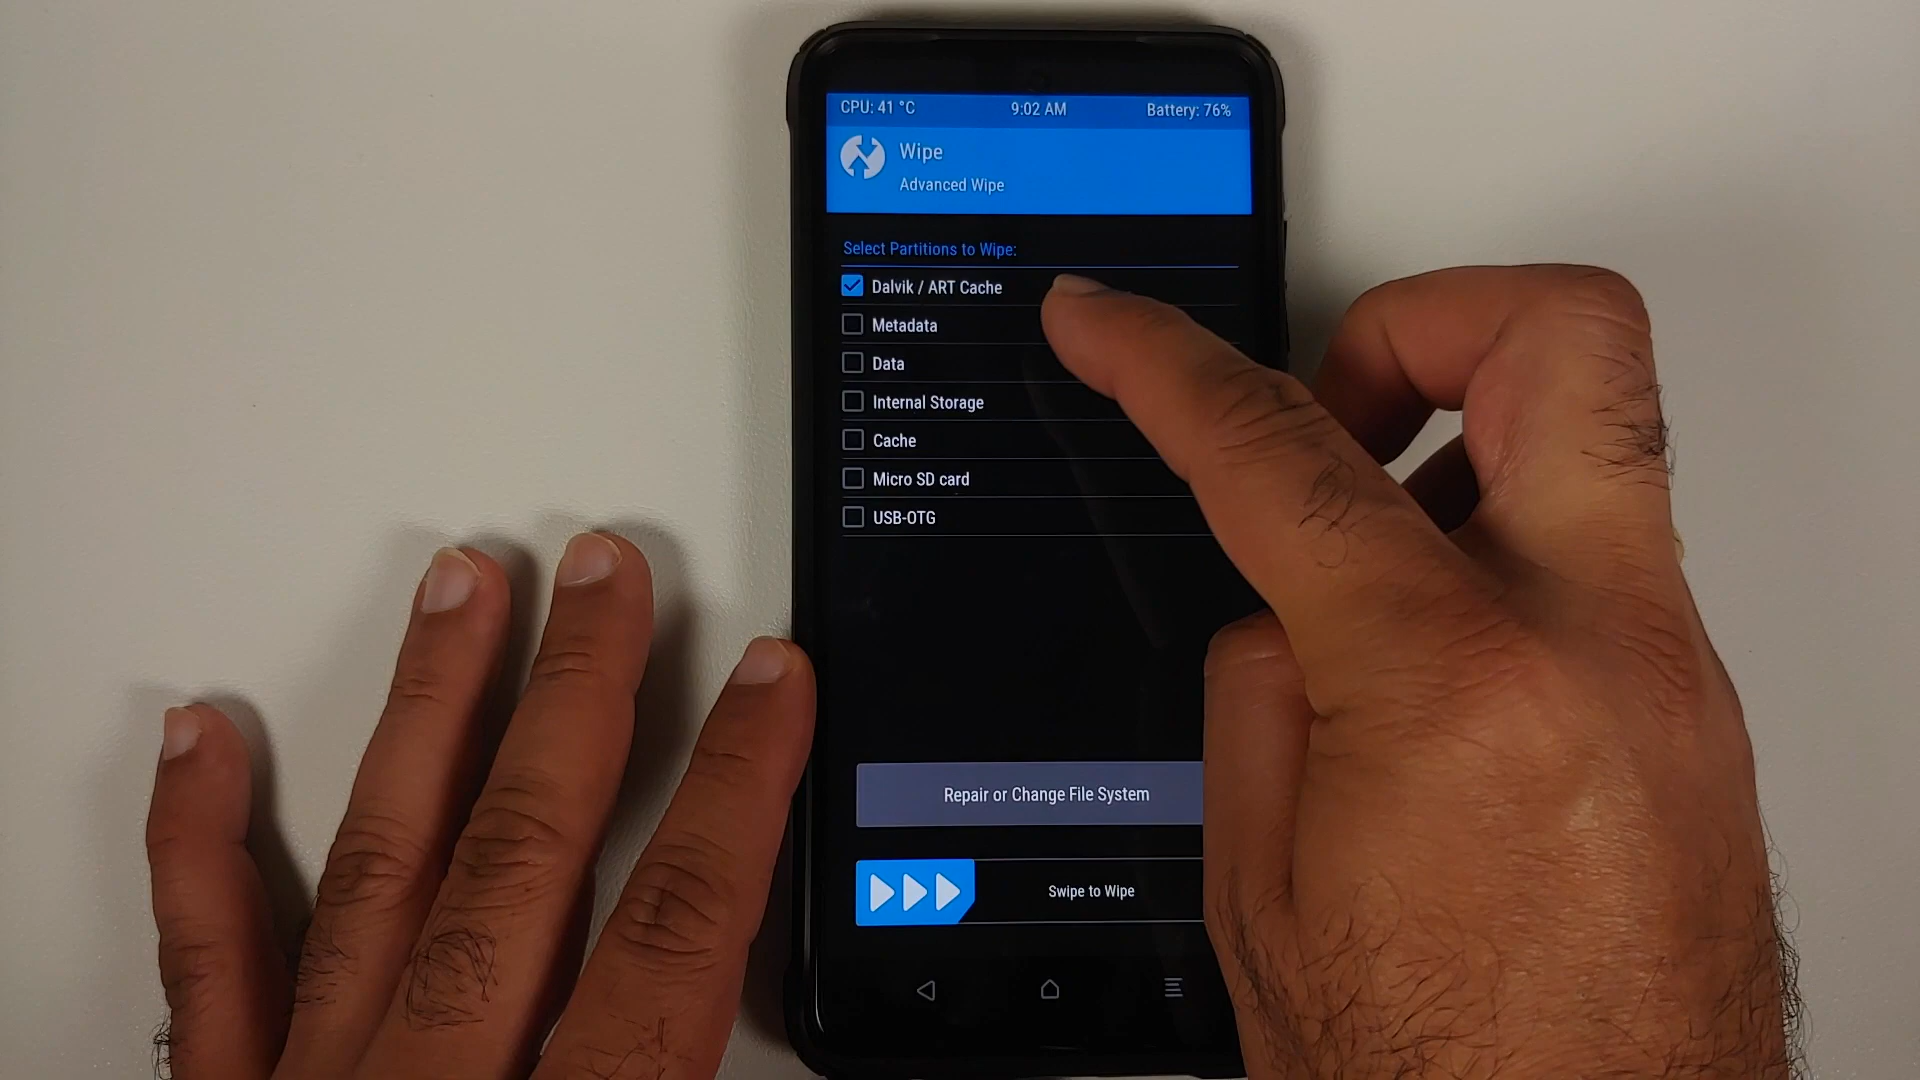 CPU: 41 °C 9:02 AM Battery: 76%
Wipe
Advanced Wipe
Select Partitions to Wipe:
Dalvik / ART Cache
Metadata
Data
Internal Storage
Cache
Micro SD card
USB-OTG
Repair or Change File System
Swipe to Wipe